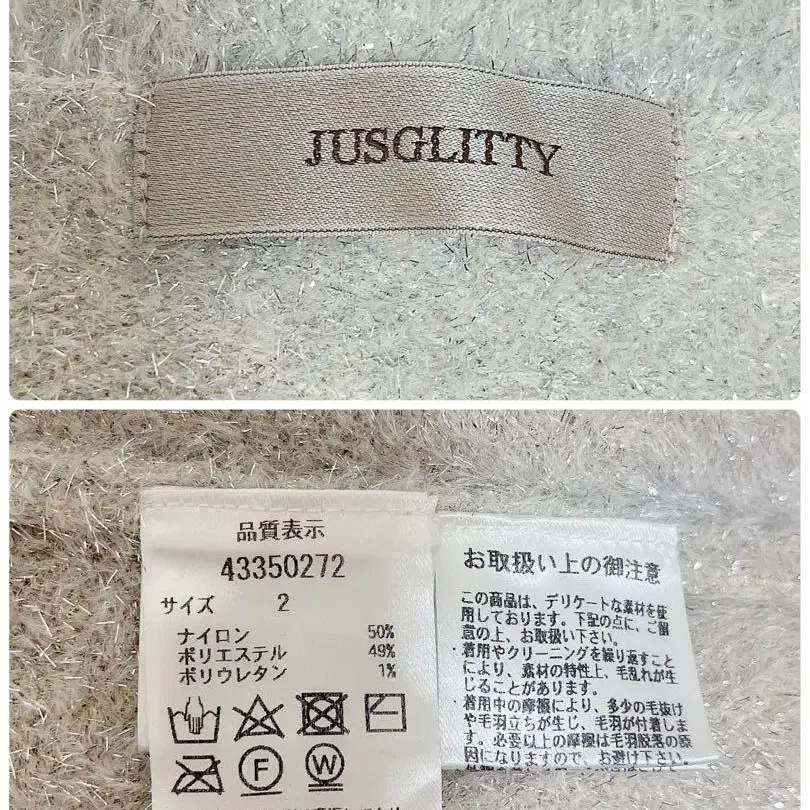 JUSGLITTY
品質表示
43350272
サイズ 2
ナイロン 50%
ポリエステル 49%
ポリウレタン 1%
F
W
お取扱い上の御注意
この商品は、デリケートな素材を使
用しております。下記の点に、ご留
意の上、お取扱い下さい。
・着用やクリーニングを繰り返すこと
により、素材の特性上、毛乱れが生
じることがあります。
・着用中の摩擦により、多少の毛抜け
や毛羽立ちが生じ、毛羽が付着しま
す。必要以上の摩擦は毛羽脱落の原
因になりますので、お避け下さい。